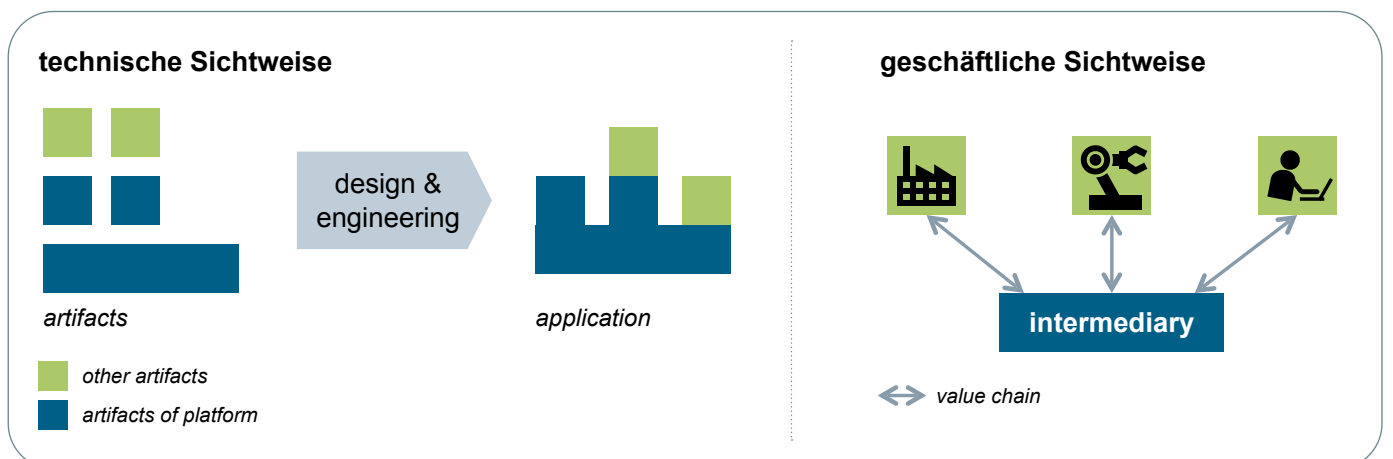 technische Sichtweise
design &
engineering
artifacts
application
other artifacts
artifacts of platform
geschäftliche Sichtweise
intermediary
value chain